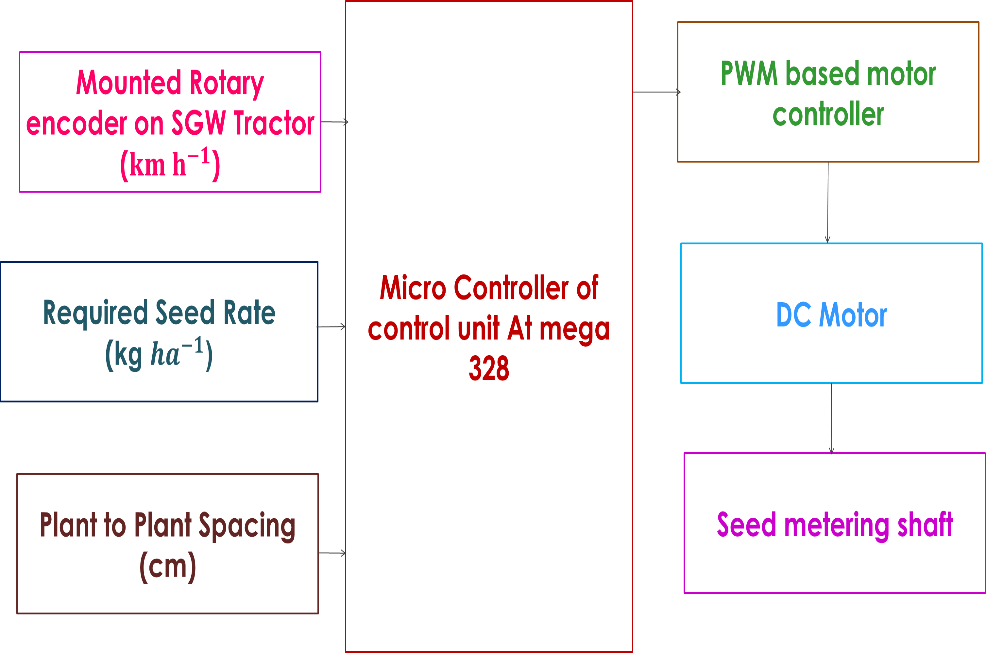 Mounted Rotary
encoder on SGW Tractor
(km h⁻¹)
Required Seed Rate
(kg ha⁻¹)
Plant to Plant Spacing
(cm)
Micro Controller of
control unit At mega
328
PWM based motor
controller
DC Motor
Seed metering shaft